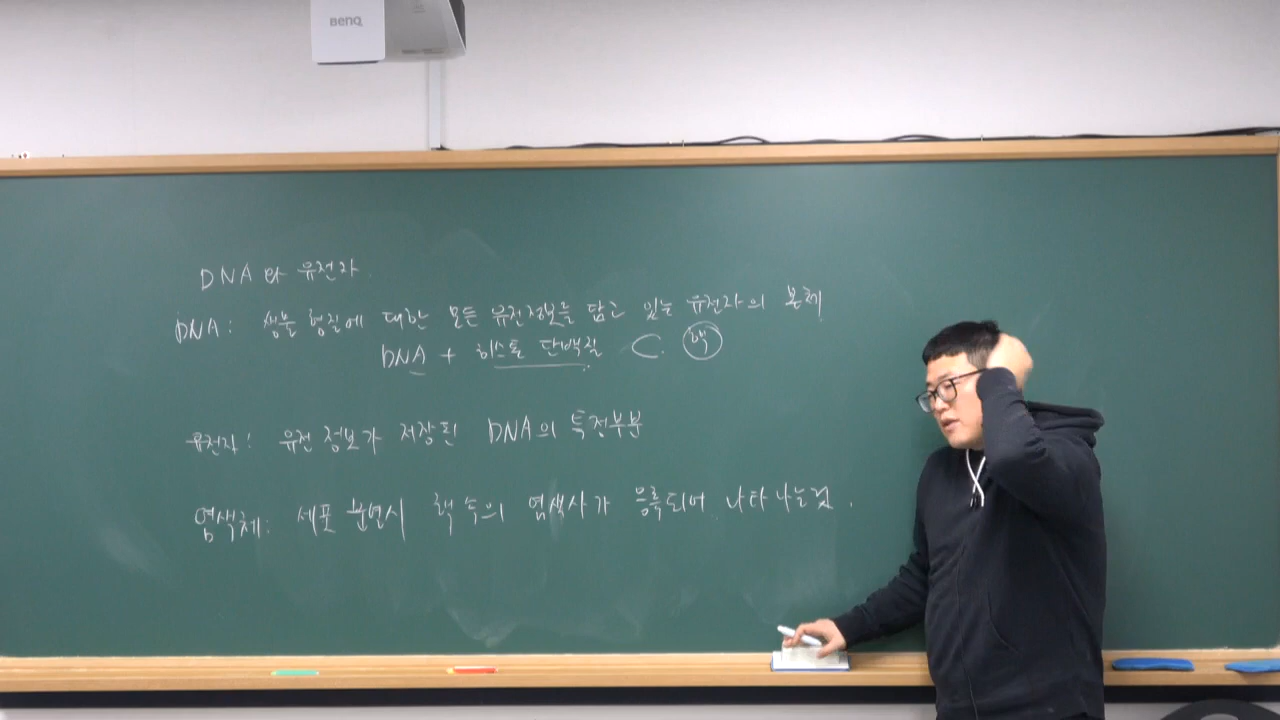 BenQ
DNA와 유전자
DNA: 생물 형질에 대한 모든 유전정보를 담고 있는 유전자의 본체
DNA + 히스톤 단백질 핵
유전자: 유전 정보가 저장된 DNA의 특정부분
염색체: 세포 분열시 핵 속의 염색사가 응축되어 나타나는것.